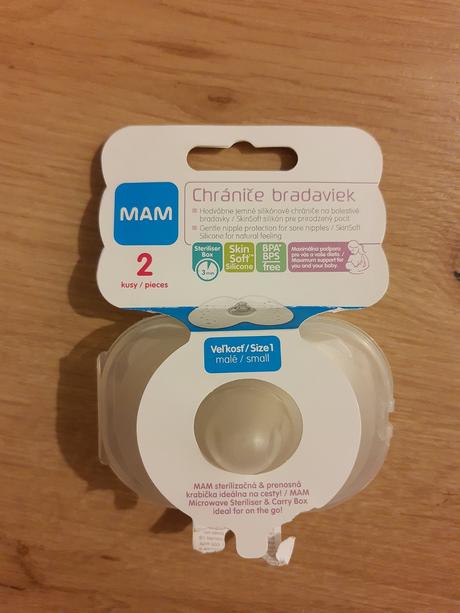 MAM
Chrániče bradaviek
Hodvábne jemné silikónové chrániče na bolestivé
bradavky / SkinSoft silikón pre prirodzený pocit
Gentle nipple protection for sore nipples / SkinSoft
Silicone for natural feeling
2
kusy / pieces
Steriliser
Box
3 min
Skin
Soft™
Silicone
BPA*
BPS
free
Maximálna podpora
pre vás a vaše dieťa. /
Maximum support for
you and your baby.
Veľkosť / Size 1
malé / small
MAM sterilizačná & prenosná
krabička ideálna na cesty! / MAM
Microwave Steriliser & Carry Box
ideal for on the go!